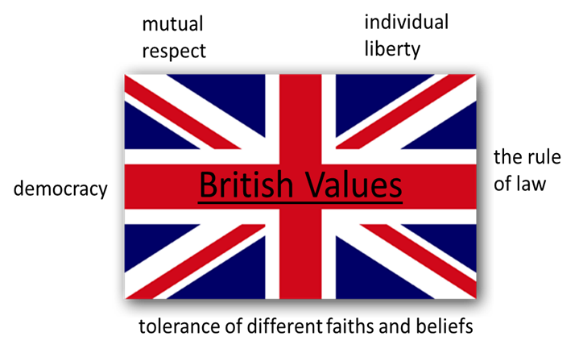 mutual
respect
individual
liberty
democracy
British Values
the rule
of law
tolerance of different faiths and beliefs